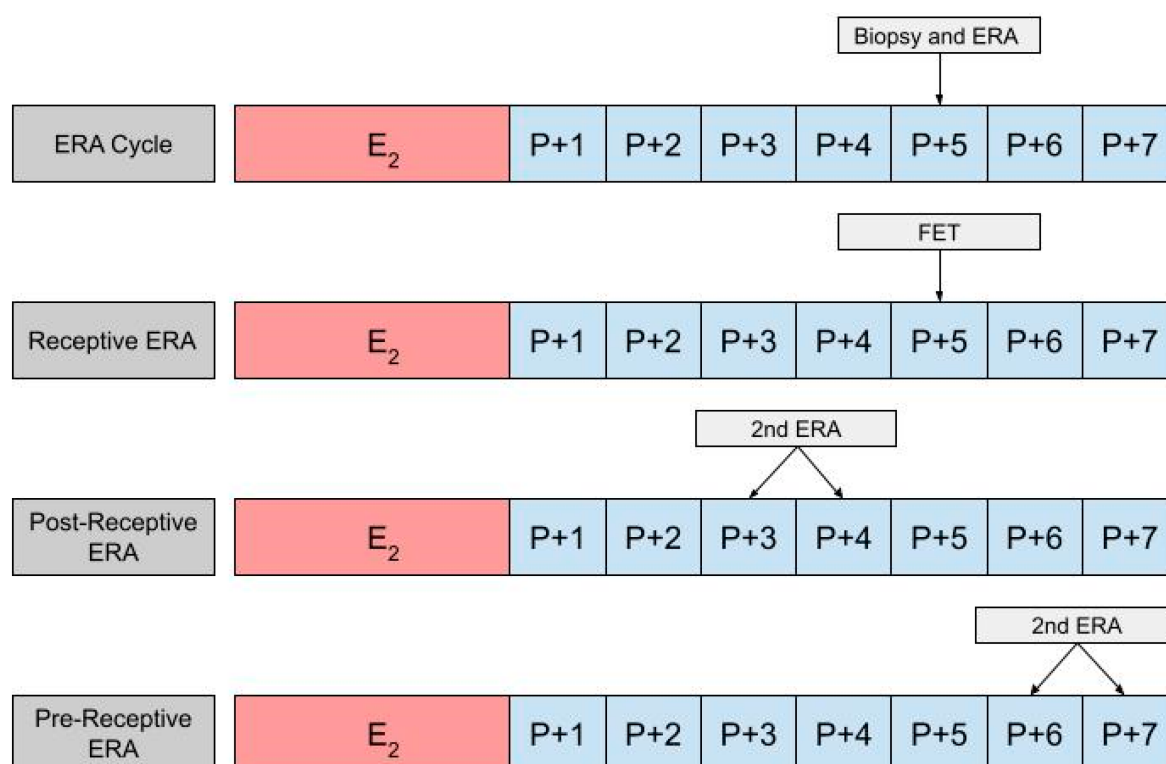 Biopsy and ERA
ERA Cycle
E₂ P+1 P+2 P+3 P+4 P+5 P+6 P+7
FET
Receptive ERA
E₂ P+1 P+2 P+3 P+4 P+5 P+6 P+7
2nd ERA
Post-Receptive
ERA
E₂ P+1 P+2 P+3 P+4 P+5 P+6 P+7
2nd ERA
Pre-Receptive
ERA
E₂ P+1 P+2 P+3 P+4 P+5 P+6 P+7